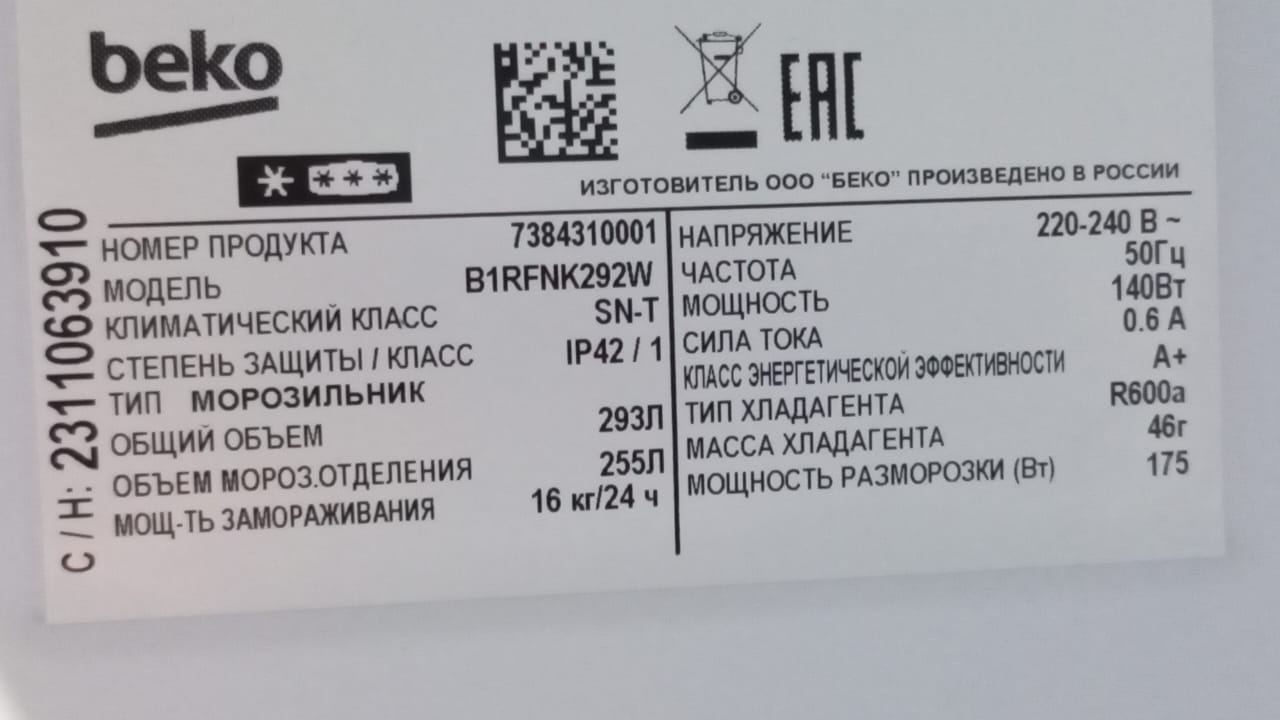 beko
EAC
ИЗГОТОВИТЕЛЬ ООО “БЕКО” ПРОИЗВЕДЕНО В РОССИИ
С / Н: 2311063910
НОМЕР ПРОДУКТА 7384310001
МОДЕЛЬ B1RFNK292W
КЛИМАТИЧЕСКИЙ КЛАСС SN-T
СТЕПЕНЬ ЗАЩИТЫ / КЛАСС IP42 / 1
ТИП МОРОЗИЛЬНИК
ОБЩИЙ ОБЪЕМ 293Л
ОБЪЕМ МОРОЗ.ОТДЕЛЕНИЯ 255Л
МОЩ-ТЬ ЗАМОРАЖИВАНИЯ 16 кг/24 ч
НАПРЯЖЕНИЕ 220-240 В ~
ЧАСТОТА 50Гц
МОЩНОСТЬ 140Вт
СИЛА ТОКА 0.6 А
КЛАСС ЭНЕРГЕТИЧЕСКОЙ ЭФФЕКТИВНОСТИ А+
ТИП ХЛАДАГЕНТА R600a
МАССА ХЛАДАГЕНТА 46г
МОЩНОСТЬ РАЗМОРОЗКИ (Вт) 175